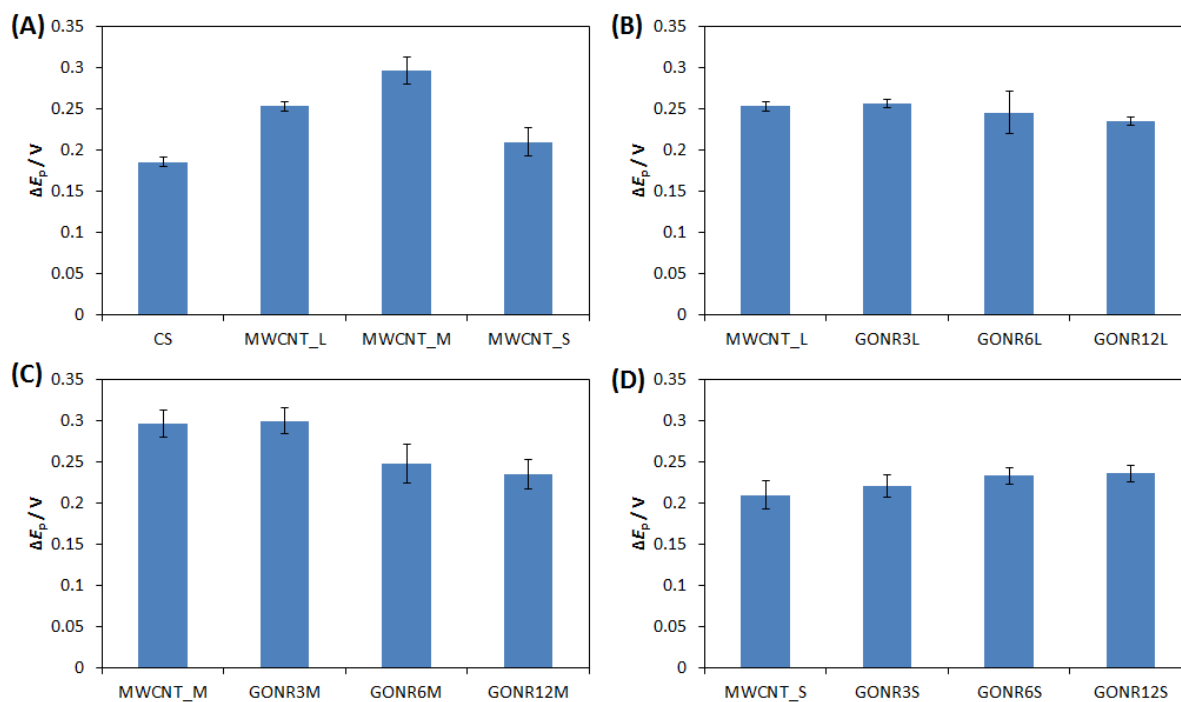 (A)
0.35
0.3
0.25
0.2
0.15
0.1
0.05
0
ΔEp / V
CS MWCNT_L MWCNT_M MWCNT_S
(B)
0.35
0.3
0.25
0.2
0.15
0.1
0.05
0
ΔEp / V
MWCNT_L GONR3L GONR6L GONR12L
(C)
0.35
0.3
0.25
0.2
0.15
0.1
0.05
0
ΔEp / V
MWCNT_M GONR3M GONR6M GONR12M
(D)
0.35
0.3
0.25
0.2
0.15
0.1
0.05
0
ΔEp / V
MWCNT_S GONR3S GONR6S GONR12S